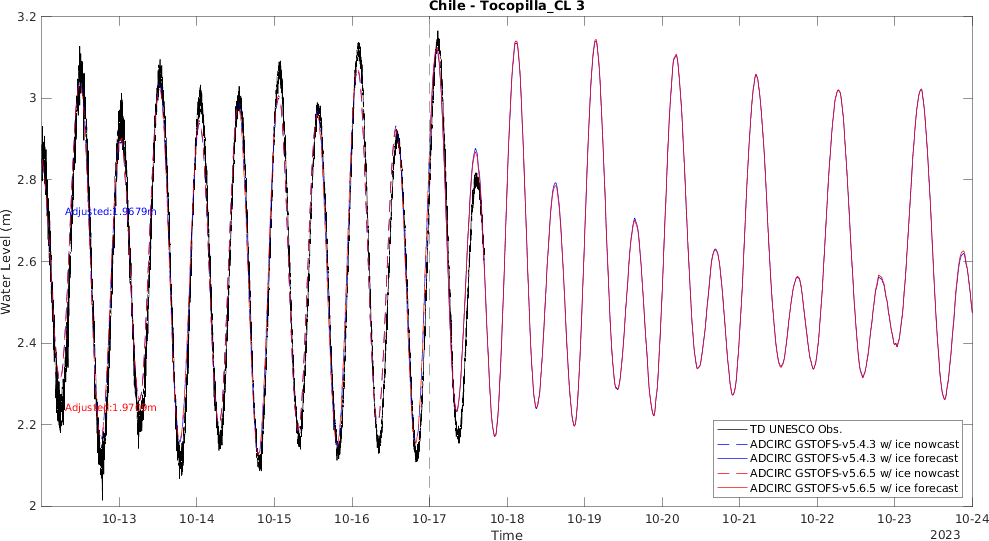 Chile - Tocopilla_CL 3
3.2
3
2.8
2.6
2.4
2.2
2
Water Level (m)
Adjusted:1.9679m
TD UNESCO Obs.
ADCIRC GSTOFS-v5.4.3 w/ ice nowcast
ADCIRC GSTOFS-v5.4.3 w/ ice forecast
ADCIRC GSTOFS-v5.6.5 w/ ice nowcast
ADCIRC GSTOFS-v5.6.5 w/ ice forecast
10-13
10-14
10-15
10-16
10-17
10-18
10-19
10-20
10-21
10-22
10-23
10-24
Time
2023